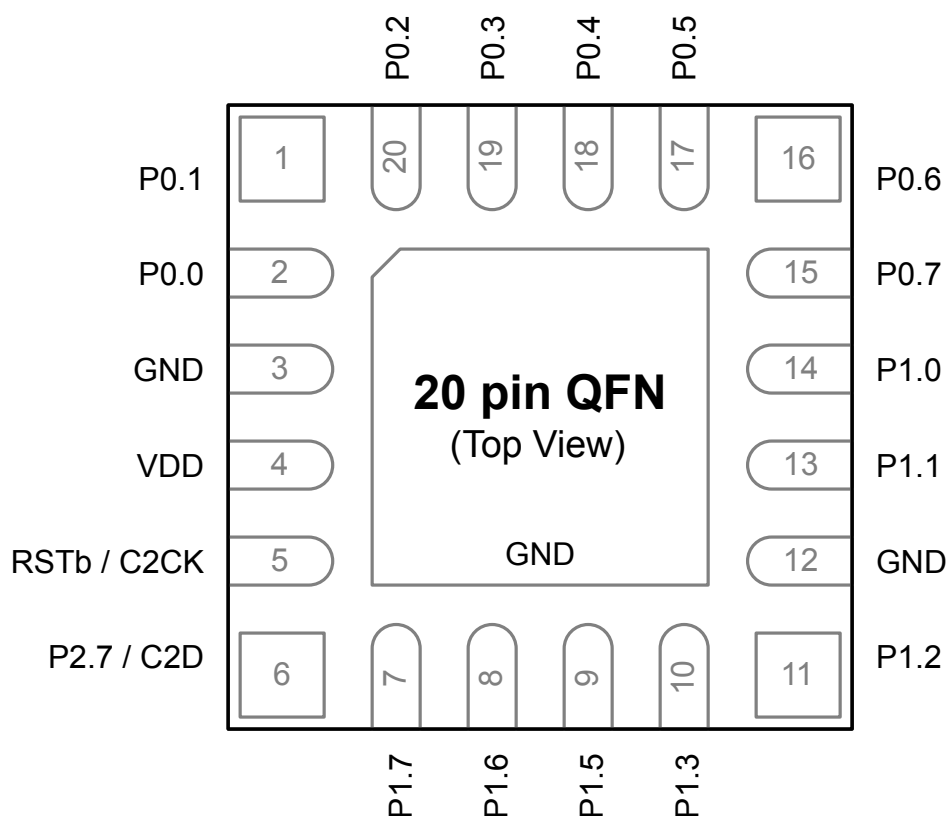 P0.2
P0.3
P0.4
P0.5
P0.1
1
20
19
18
17
16
P0.6
P0.0
2
15
P0.7
GND
3
14
P1.0
20 pin QFN
(Top View)
VDD
4
13
P1.1
RSTb / C2CK
5
GND
12
GND
P2.7 / C2D
6
7
8
9
10
11
P1.2
P1.7
P1.6
P1.5
P1.3